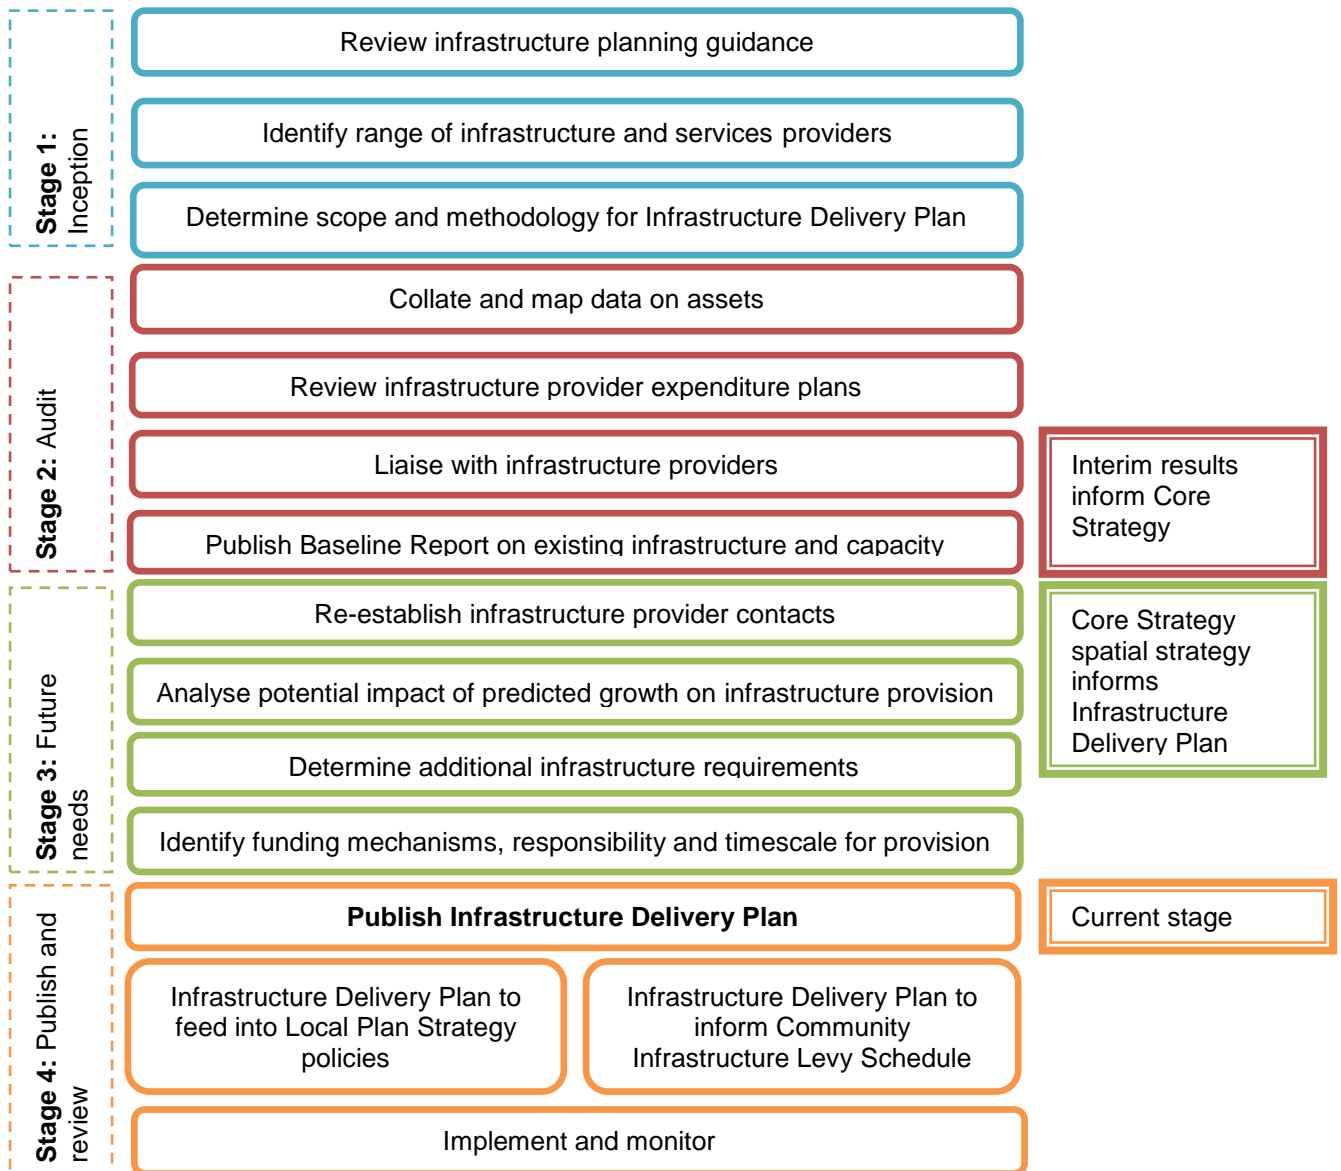 Stage 1:
Inception
Review infrastructure planning guidance
Identify range of infrastructure and services providers
Determine scope and methodology for Infrastructure Delivery Plan
Stage 2: Audit
Collate and map data on assets
Review infrastructure provider expenditure plans
Liaise with infrastructure providers
Publish Baseline Report on existing infrastructure and capacity
Interim results
inform Core
Strategy
Stage 3: Future
needs
Re-establish infrastructure provider contacts
Analyse potential impact of predicted growth on infrastructure provision
Determine additional infrastructure requirements
Identify funding mechanisms, responsibility and timescale for provision
Core Strategy
spatial strategy
informs
Infrastructure
Delivery Plan
Stage 4: Publish and
review
Publish Infrastructure Delivery Plan
Current stage
Infrastructure Delivery Plan to
feed into Local Plan Strategy
policies
Infrastructure Delivery Plan to
inform Community
Infrastructure Levy Schedule
Implement and monitor